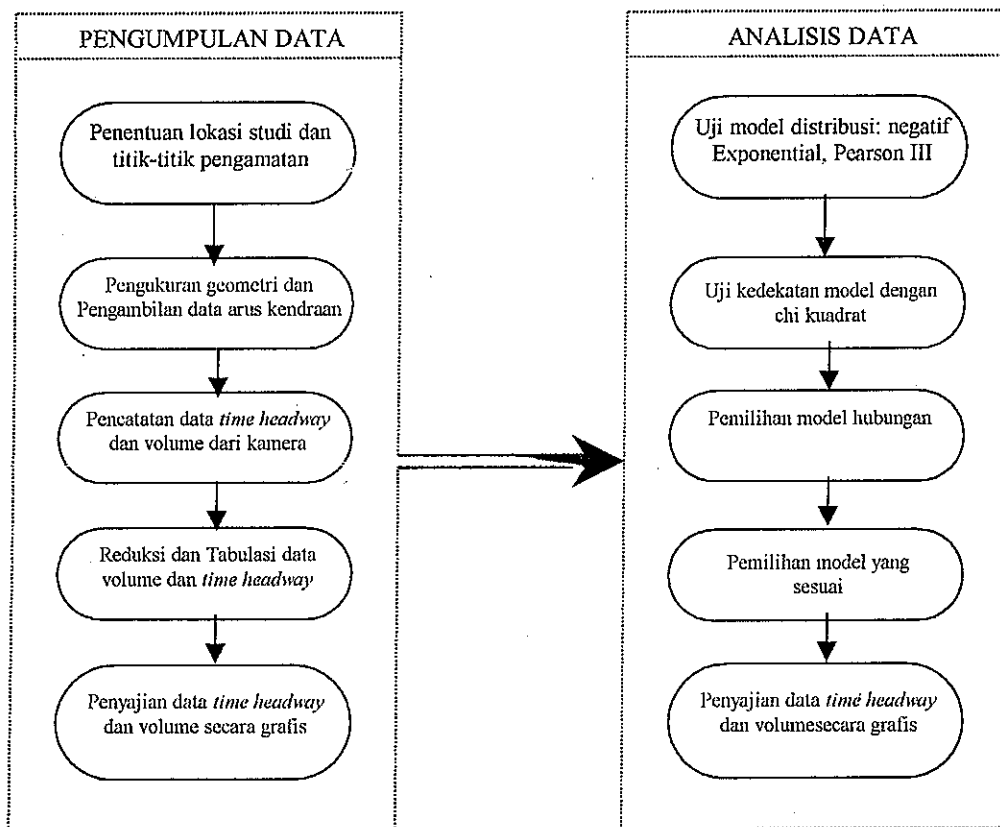 PENGUMPULAN DATA
Penentuan lokasi studi dan
titik-titik pengamatan
Pengukuran geometri dan
Pengambilan data arus kendraan
Pencatatan data time headway
dan volume dari kamera
Reduksi dan Tabulasi data
volume dan time headway
Penyajian data time headway
dan volume secara grafis
ANALISIS DATA
Uji model distribusi: negatif
Exponential, Pearson III
Uji kedekatan model dengan
chi kuadrat
Pemilihan model hubungan
Pemilihan model yang
sesuai
Penyajian data time headway
dan volumesecara grafis